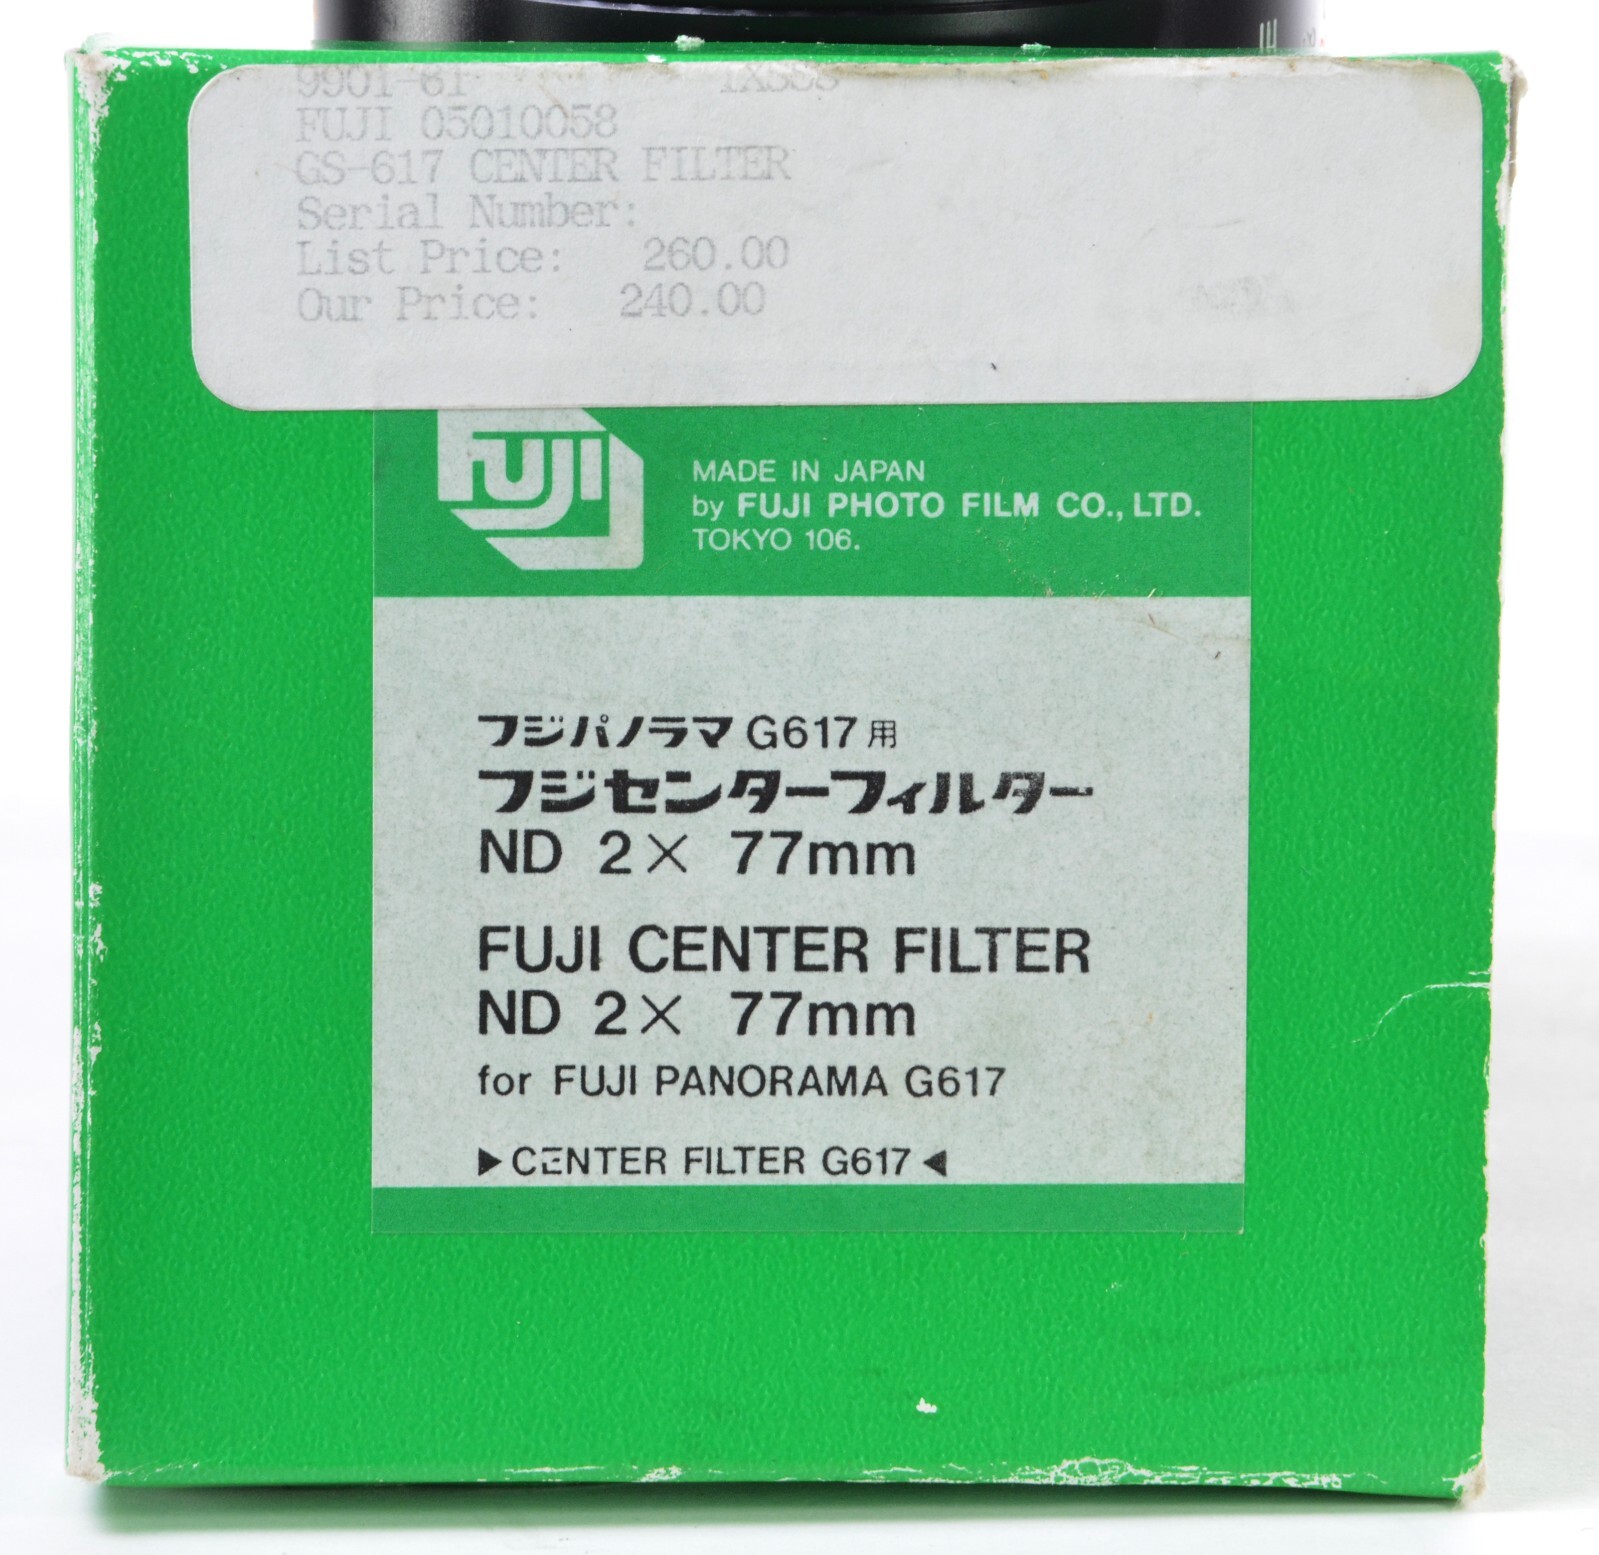 9901-61
FUJI 05010058
GS-617 CENTER FILTER
Serial Number:
List Price: 260.00
Our Price: 240.00
FUJI
MADE IN JAPAN
by FUJI PHOTO FILM CO., LTD.
TOKYO 106.
フジパノラマ G617用
フジセンターフィルター
ND 2× 77mm
FUJI CENTER FILTER
ND 2× 77mm
for FUJI PANORAMA G617
▶CENTER FILTER G617◀